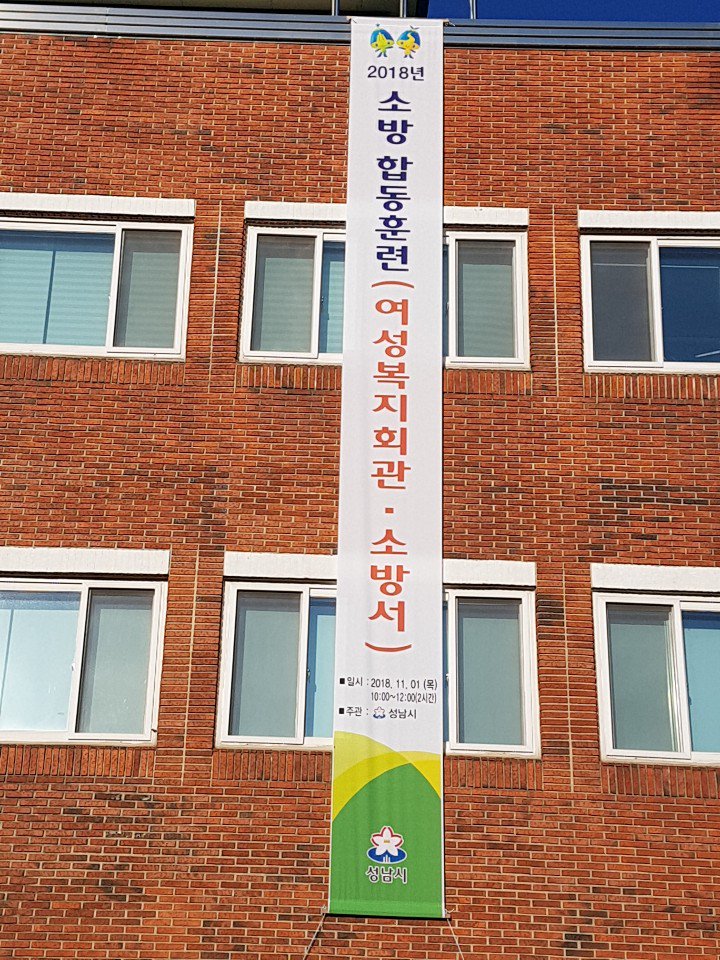 2018년
소방 합동훈련(여성복지회관·소방서)
■일시 : 2018. 11. 01 (목)
10:00~12:00(2시간)
■주관 : 성남시
성남시